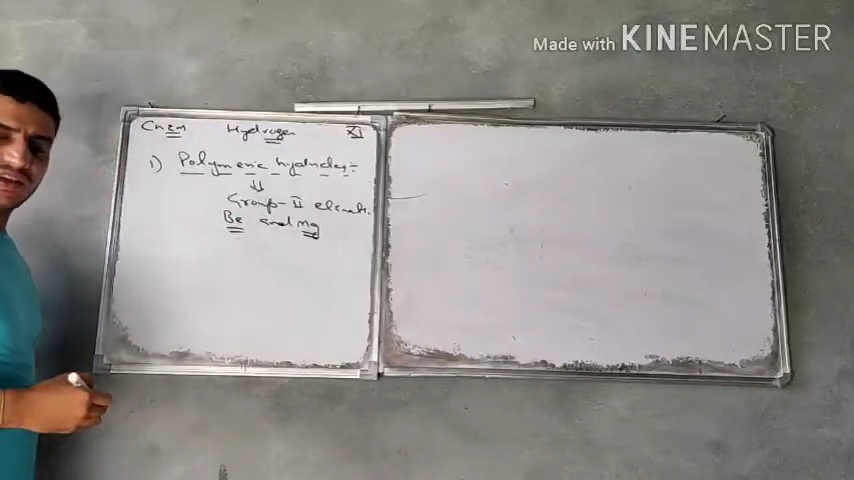 Made with KINEMASTER
Chem Hydrogen XI
1) Polymeric hydrides :-
⇓
Group-II elements.
Be and Mg